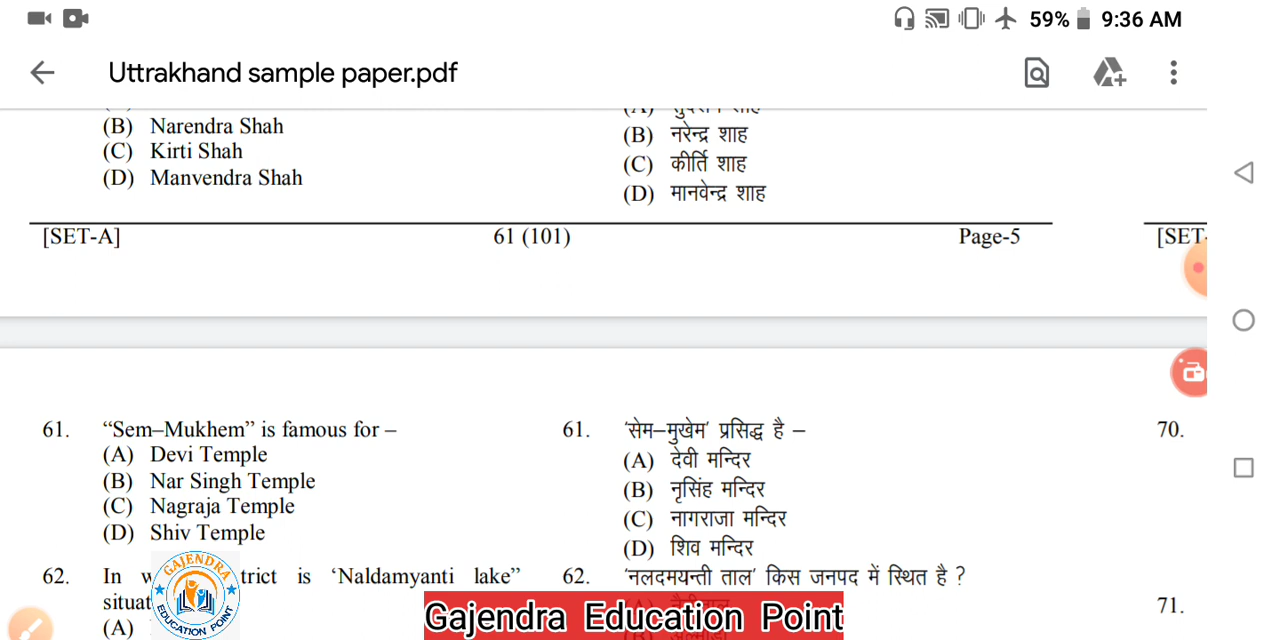 59% 9:36 AM
Uttrakhand sample paper.pdf
(B) Narendra Shah
(C) Kirti Shah
(D) Manvendra Shah
(B) नरेन्द्र शाह
(C) कीर्ति शाह
(D) मानवेन्द्र शाह
[SET-A] 61 (101) Page-5
[SET
61. “Sem–Mukhem” is famous for –
(A) Devi Temple
(B) Nar Singh Temple
(C) Nagraja Temple
(D) Shiv Temple
62. In trict is ‘Naldamyanti lake”
situat
(A)
61. ‘सेम–मुखेम’ प्रसिद्ध है –
(A) देवी मन्दिर
(B) नृसिंह मन्दिर
(C) नागराजा मन्दिर
(D) शिव मन्दिर
62. ‘नलदमयन्ती ताल’ किस जनपद में स्थित है ?
70.
71.
GAJENDRA
EDUCATION POINT
Gajendra Education Point